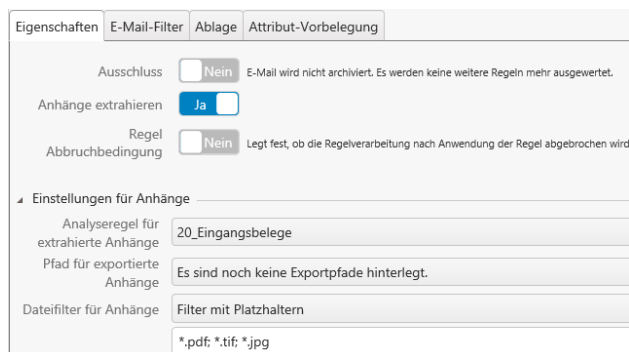 Eigenschaften E-Mail-Filter Ablage Attribut-Vorbelegung
Ausschluss Nein E-Mail wird nicht archiviert. Es werden keine weitere Regeln mehr ausgewertet.
Anhänge extrahieren Ja
Regel
Abbruchbedingung Nein Legt fest, ob die Regelverarbeitung nach Anwendung der Regel abgebrochen wird
Einstellungen für Anhänge
Analyseregel für
extrahierte Anhänge 20_Eingangsbelege
Pfad für exportierte
Anhänge Es sind noch keine Exportpfade hinterlegt.
Dateifilter für Anhänge Filter mit Platzhaltern
*.pdf; *.tif; *.jpg